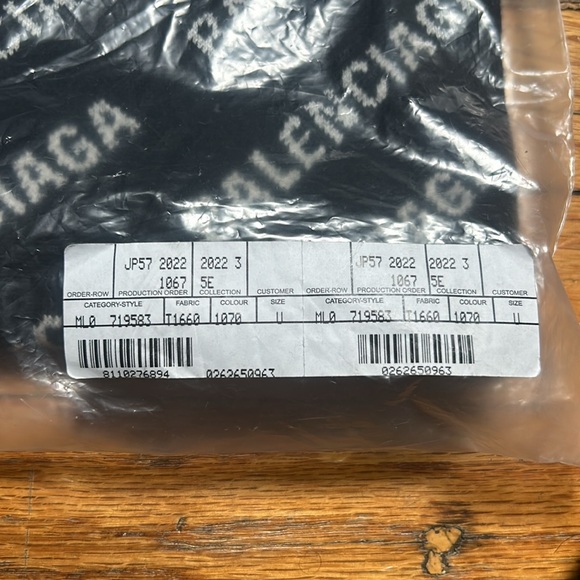 BALENCIAGA
CIAGA
JP57 2022 2022 3 JP57 2022 2022 3
1067 5E 1067 5E
ORDER-ROW PRODUCTION ORDER COLLECTION CUSTOMER ORDER-ROW PRODUCTION ORDER COLLECTION CUSTOMER
CATEGORY-STYLE FABRIC COLOUR SIZE CATEGORY-STYLE FABRIC COLOUR SIZE
ML0 719583 T1660 1070 U ML0 719583 T1660 1070 U
8110276894 0262650963 0262650963